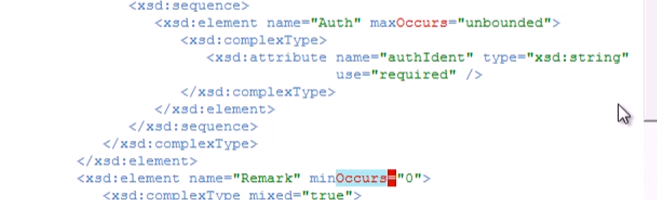 <xsd:sequence>
<xsd:element name="Auth" maxOccurs="unbounded">
<xsd:complexType>
<xsd:attribute name="authIdent" type="xsd:string"
use="required" />
</xsd:complexType>
</xsd:element>
</xsd:sequence>
</xsd:complexType>
</xsd:element>
<xsd:element name="Remark" minOccurs="0">
<xsd:complexType mixed="true">